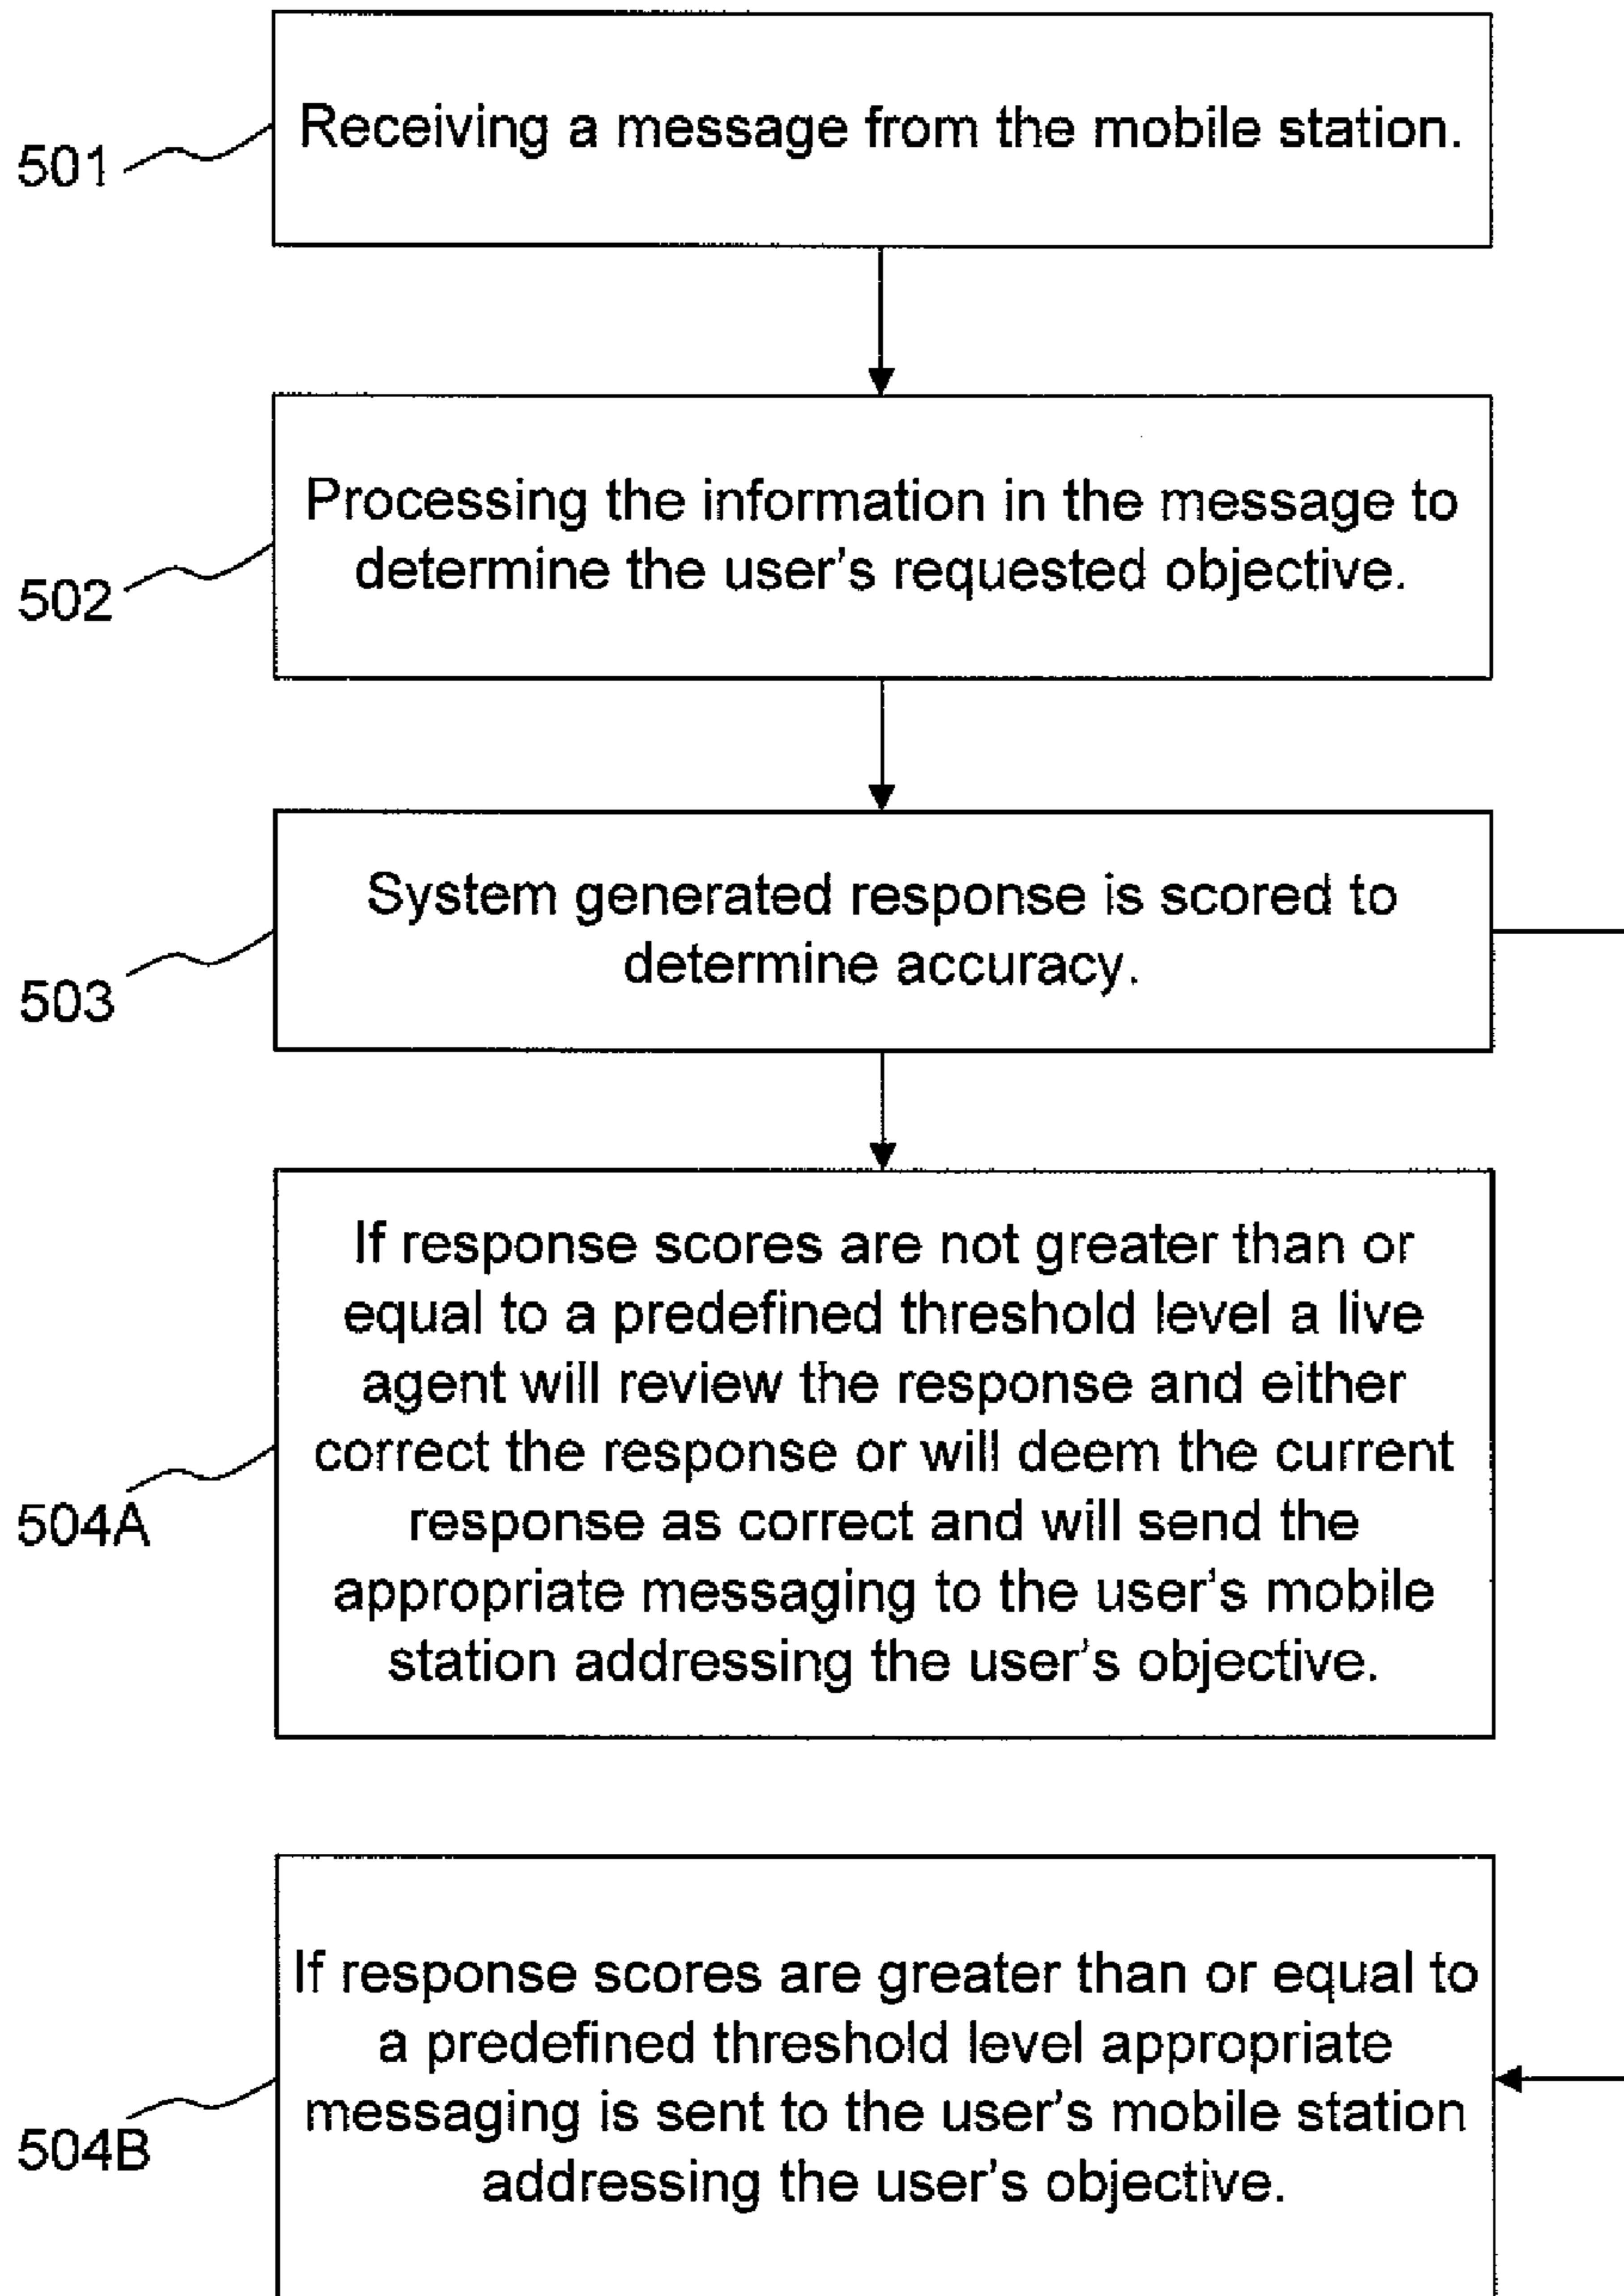 Receiving a message from the mobile station.
501
Processing the information in the message to
determine the user's requested objective.
502
System generated response is scored to
determine accuracy.
503
If response scores are not greater than or
equal to a predefined threshold level a live
agent will review the response and either
correct the response or will deem the current
response as correct and will send the
appropriate messaging to the user's mobile
station addressing the user's objective.
504A
If response scores are greater than or equal to
a predefined threshold level appropriate
messaging is sent to the user's mobile station
addressing the user's objective.
504B